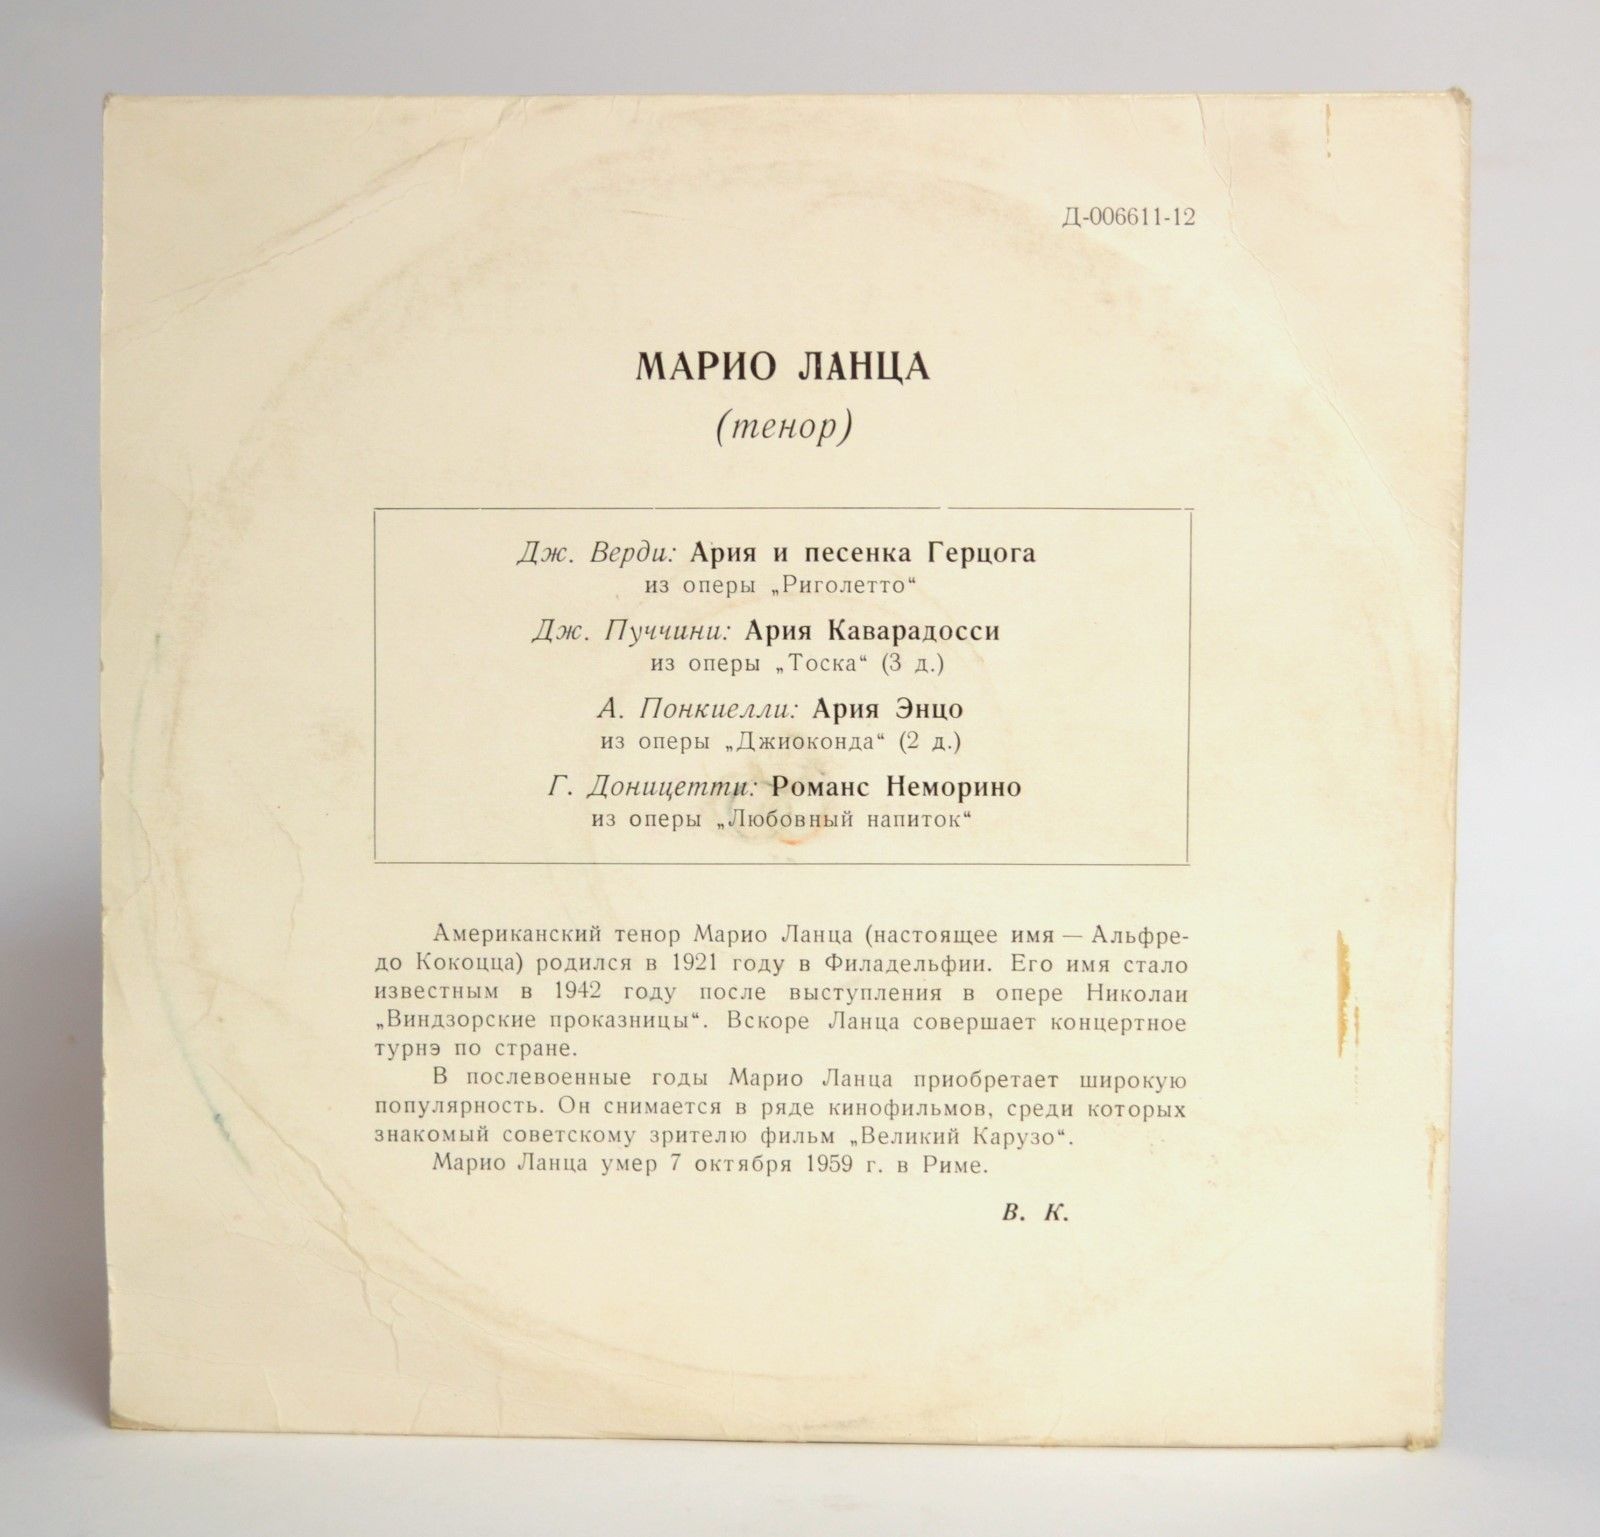 Д-006611-12
МАРИО ЛАНЦА
(тенор)
Дж. Верди: Ария и песенка Герцога
из оперы „Риголетто“
Дж. Пуччини: Ария Каварадосси
из оперы „Тоска“ (3 д.)
А. Понкиелли: Ария Энцо
из оперы „Джиоконда“ (2 д.)
Г. Доницетти: Романс Неморино
из оперы „Любовный напиток“
Американский тенор Марио Ланца (настоящее имя — Альфре-
до Кокоцца) родился в 1921 году в Филадельфии. Его имя стало
известным в 1942 году после выступления в опере Николаи
„Виндзорские проказницы“. Вскоре Ланца совершает концертное
турнэ по стране.
В послевоенные годы Марио Ланца приобретает широкую
популярность. Он снимается в ряде кинофильмов, среди которых
знакомый советскому зрителю фильм „Великий Карузо“.
Марио Ланца умер 7 октября 1959 г. в Риме.
В. К.